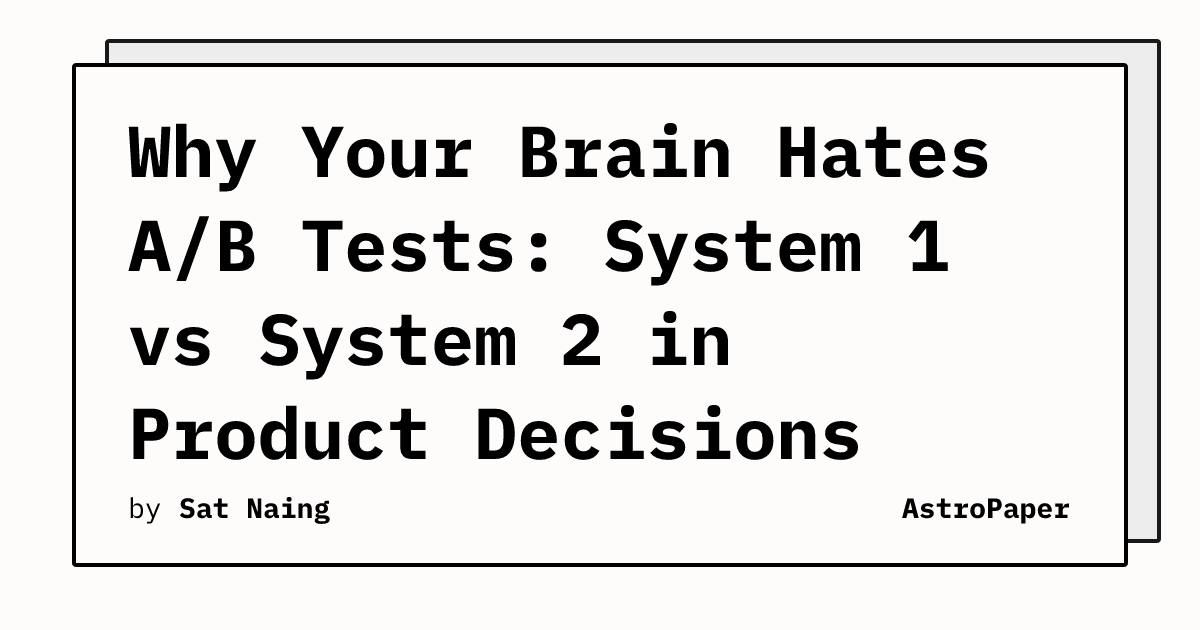 Why Your Brain Hates
A/B Tests: System 1
vs System 2 in
Product Decisions
by Sat Naing
AstroPaper